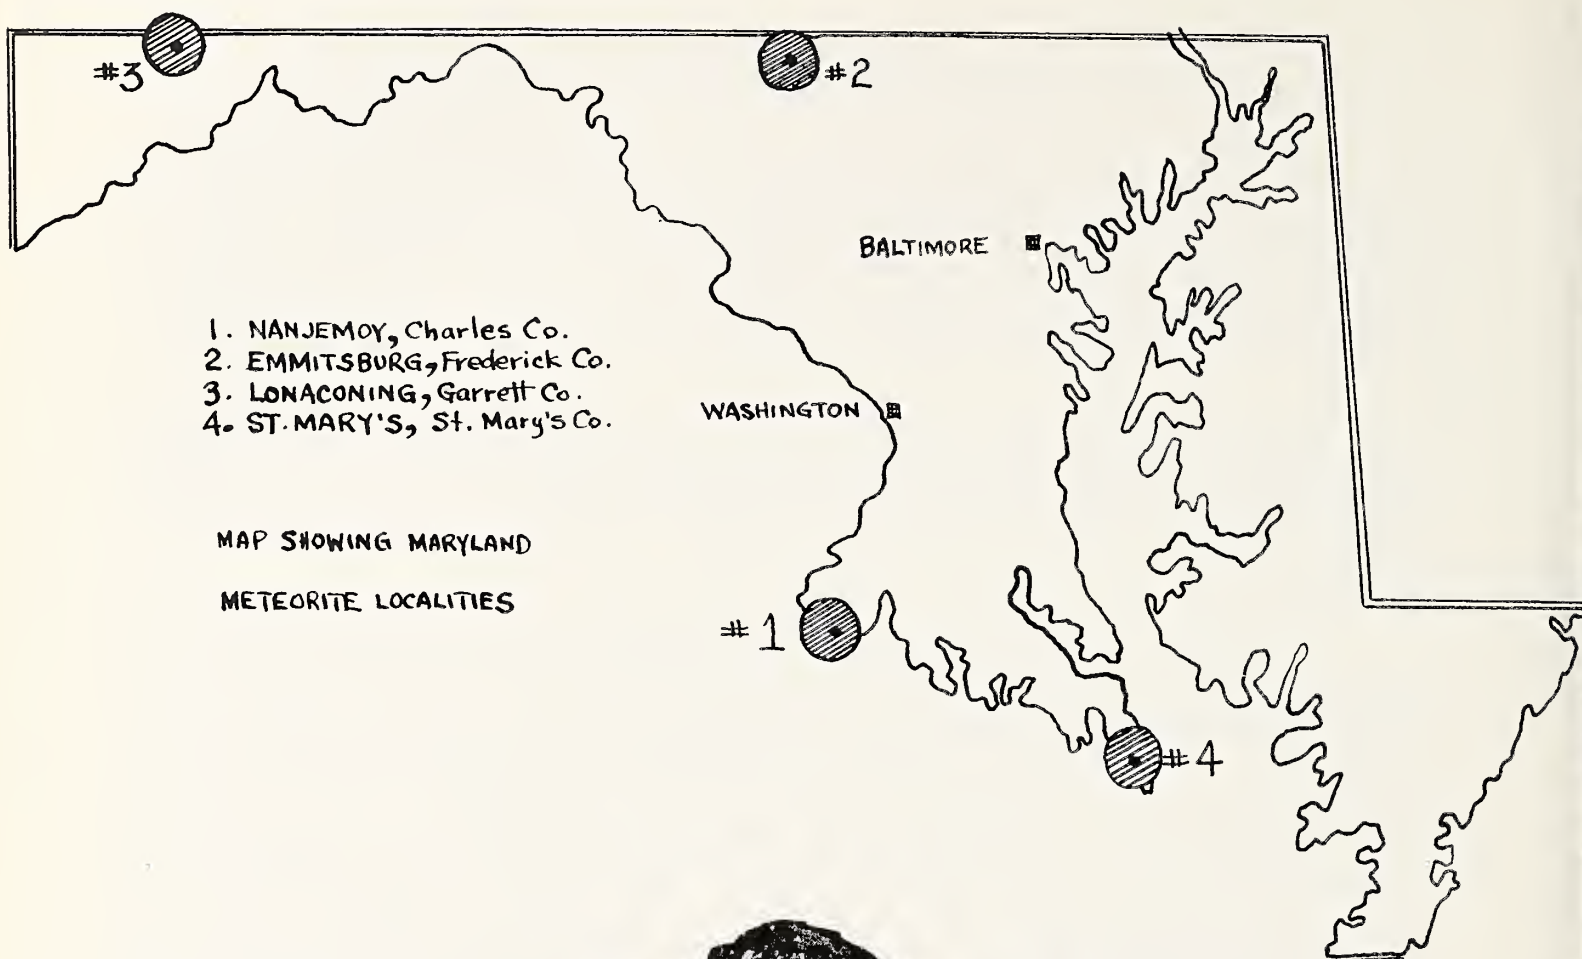 #3
#2
BALTIMORE
1. NANJEMOY, Charles Co.
2. EMMITSBURG, Frederick Co.
3. LONACONING, Garrett Co.
4. ST. MARY'S, St. Mary's Co.
WASHINGTON
MAP SHOWING MARYLAND
METEORITE LOCALITIES
#1
#4